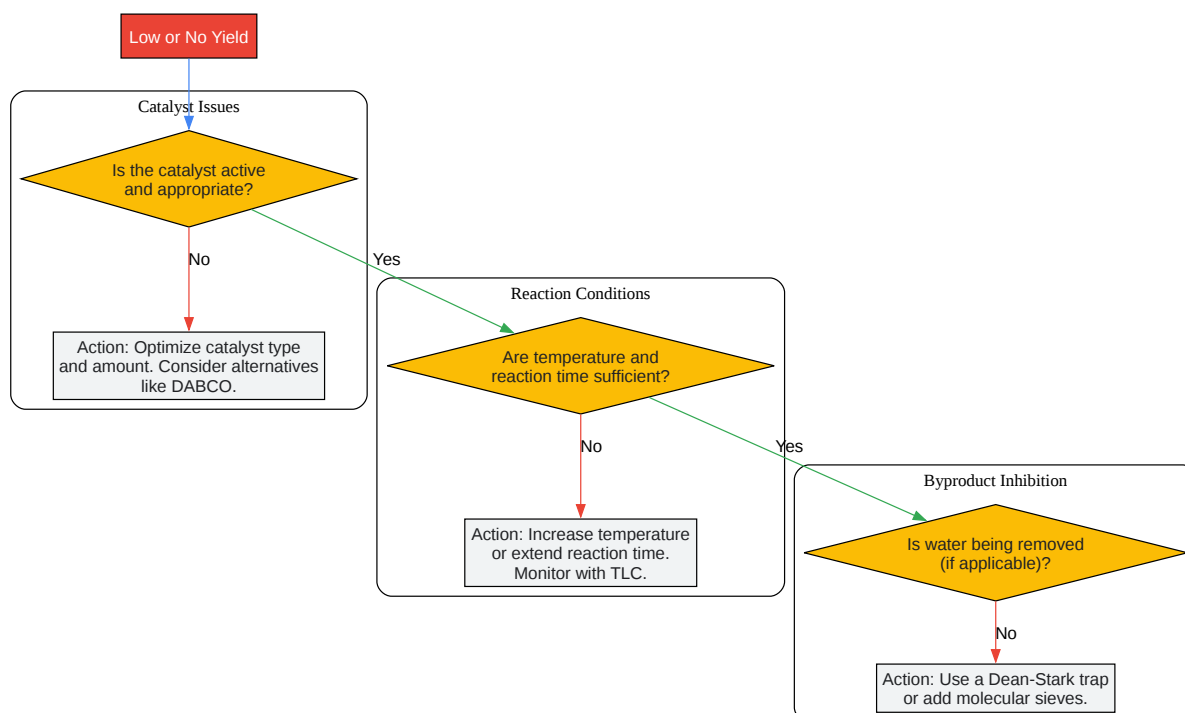 Low or No Yield
Catalyst Issues
Is the catalyst active
and appropriate?
No
Yes
Action: Optimize catalyst type
and amount. Consider alternatives
like DABCO.
Reaction Conditions
Are temperature and
reaction time sufficient?
No
Yes
Action: Increase temperature
or extend reaction time.
Monitor with TLC.
Byproduct Inhibition
Is water being removed
(if applicable)?
No
Action: Use a Dean-Stark trap
or add molecular sieves.